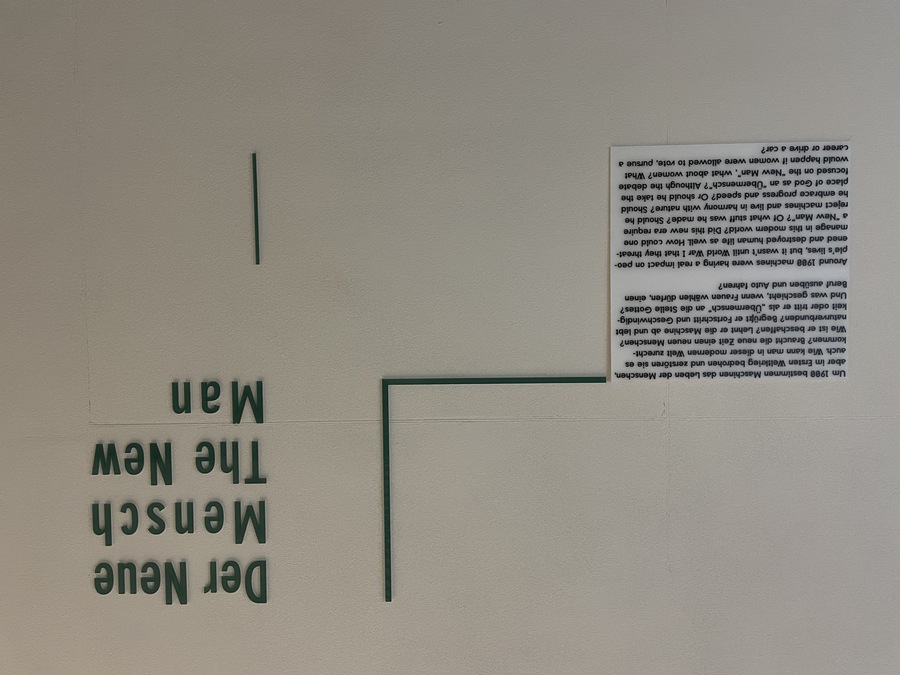 Der Neue
Mensch
The New
Man
Um 1900 bestimmen Maschinen das Leben der Menschen,
aber im Ersten Weltkrieg bedrohen und zerstören sie es
auch. Wie kann man in dieser modernen Welt zurecht-
kommen? Braucht die neue Zeit einen neuen Menschen?
Wie ist er beschaffen? Lehnt er die Maschine ab und lebt
naturverbunden? Begrüßt er Fortschritt und Geschwindig-
keit oder tritt er als „Übermensch" an die Stelle Gottes?
Und was geschieht, wenn Frauen wählen dürfen, einen
Beruf ausüben und Auto fahren?
Around 1900 machines were having a real impact on peo-
ple's lives, but it wasn't until World War I that they threat-
ened and destroyed human life as well. How could one
manage in this modern world? Did this new era require
a "New Man"? Of what stuff was he made? Should he
reject machines and live in harmony with nature? Should
he embrace progress and speed? Or should he take the
place of God as an "Übermensch"? Although the debate
focused on the "New Man", what about women? What
would happen if women were allowed to vote, pursue a
career or drive a car?